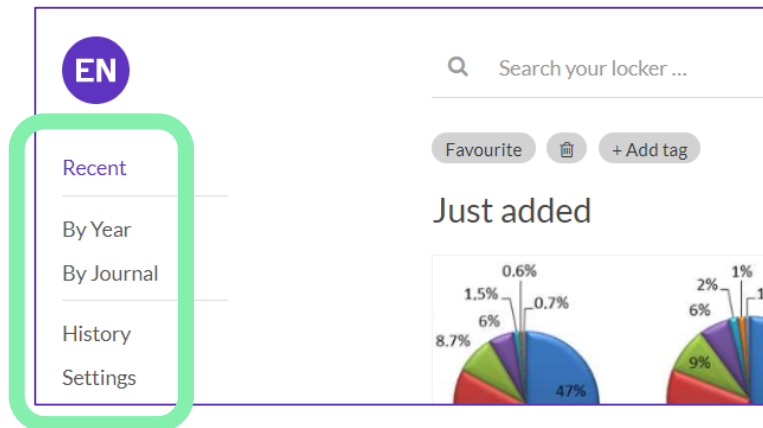 EN
Search your locker ...
Recent
Favourite
+ Add tag
By Year
Just added
By Journal
History
Settings
0.6%
1.5%
0.7%
6%
8.7%
47%
1%
2%
6%
9%